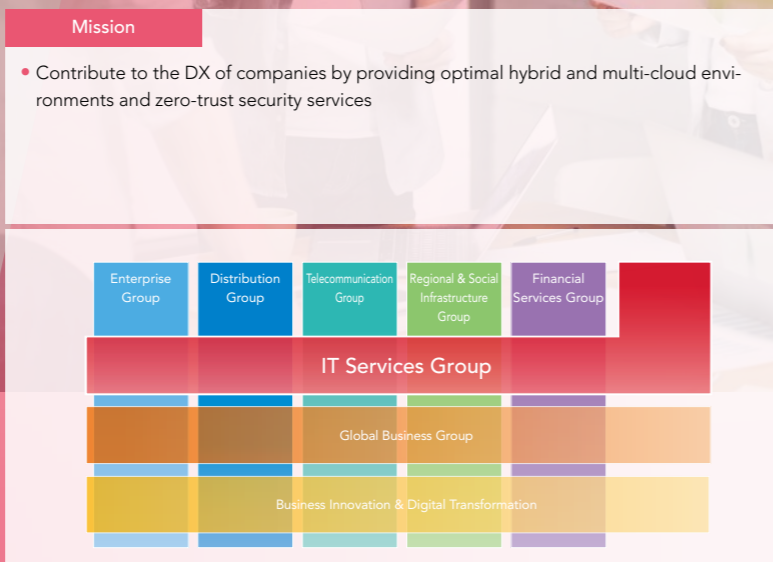 Mission
• Contribute to the DX of companies by providing optimal hybrid and multi-cloud envi-
ronments and zero-trust security services
Enterprise
Group
Distribution
Group
Telecommunication
Group
Regional & Social
Infrastructure
Group
Financial
Services Group
IT Services Group
Global Business Group
Business Innovation & Digital Transformation